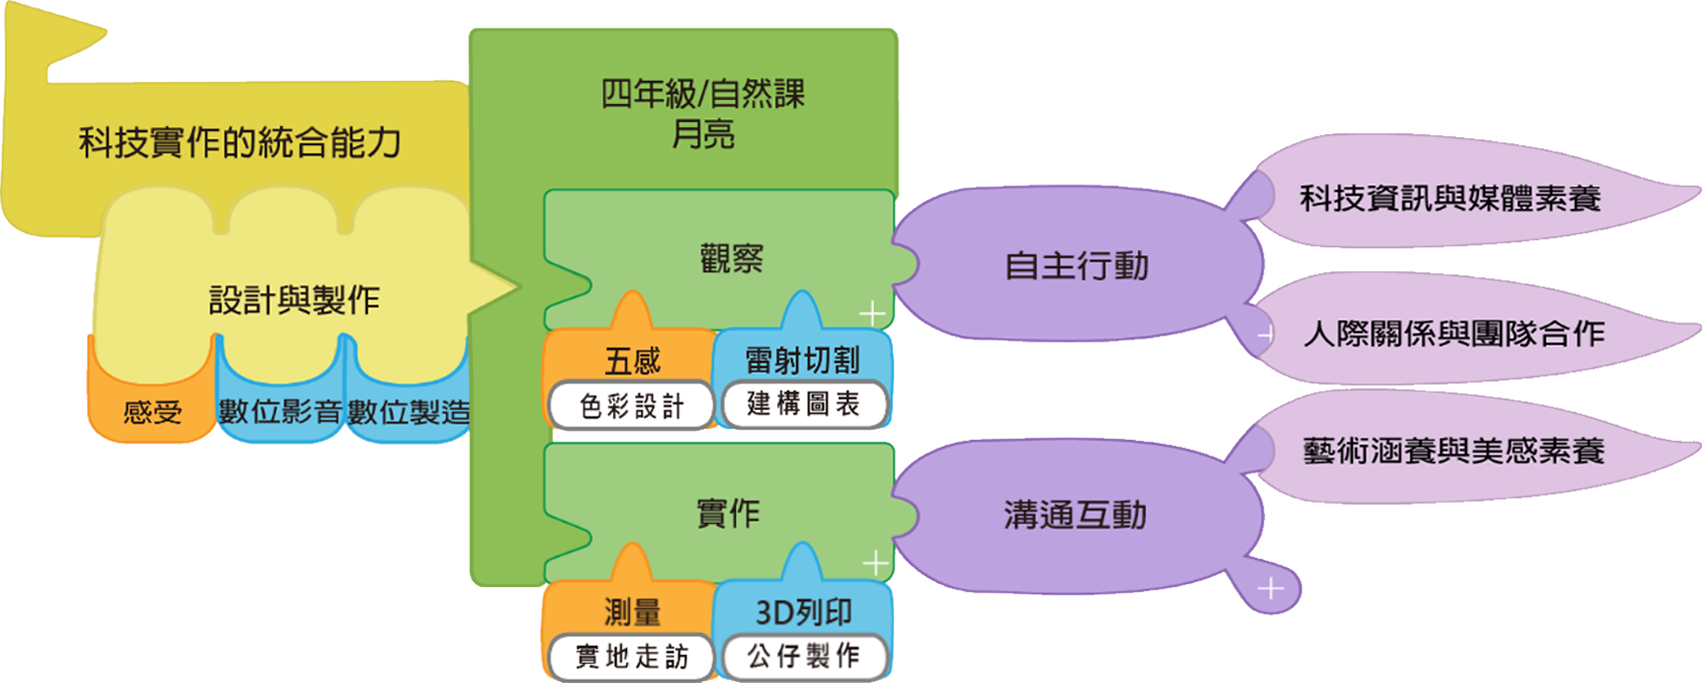 科技實作的統合能力
設計與製作
感受
數位影音
數位製造
四年級/自然課
月亮
觀察
五感
色彩設計
雷射切割
建構圖表
實作
測量
實地走訪
3D列印
公仔製作
自主行動
科技資訊與媒體素養
人際關係與團隊合作
溝通互動
藝術涵養與美感素養